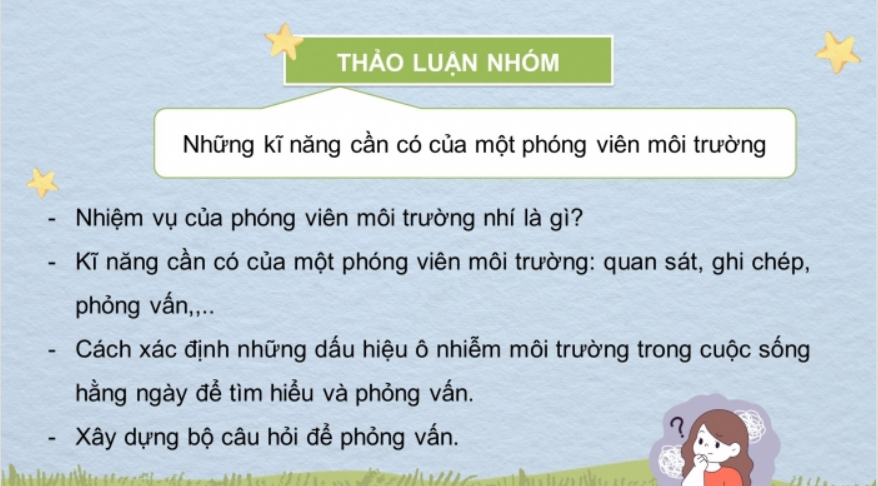 THẢO LUẬN NHÓM
Những kĩ năng cần có của một phóng viên môi trường
- Nhiệm vụ của phóng viên môi trường nhí là gì?
- Kĩ năng cần có của một phóng viên môi trường: quan sát, ghi chép,
phỏng vấn,,..
- Cách xác định những dấu hiệu ô nhiễm môi trường trong cuộc sống
hằng ngày để tìm hiểu và phỏng vấn.
- Xây dựng bộ câu hỏi để phỏng vấn.
?